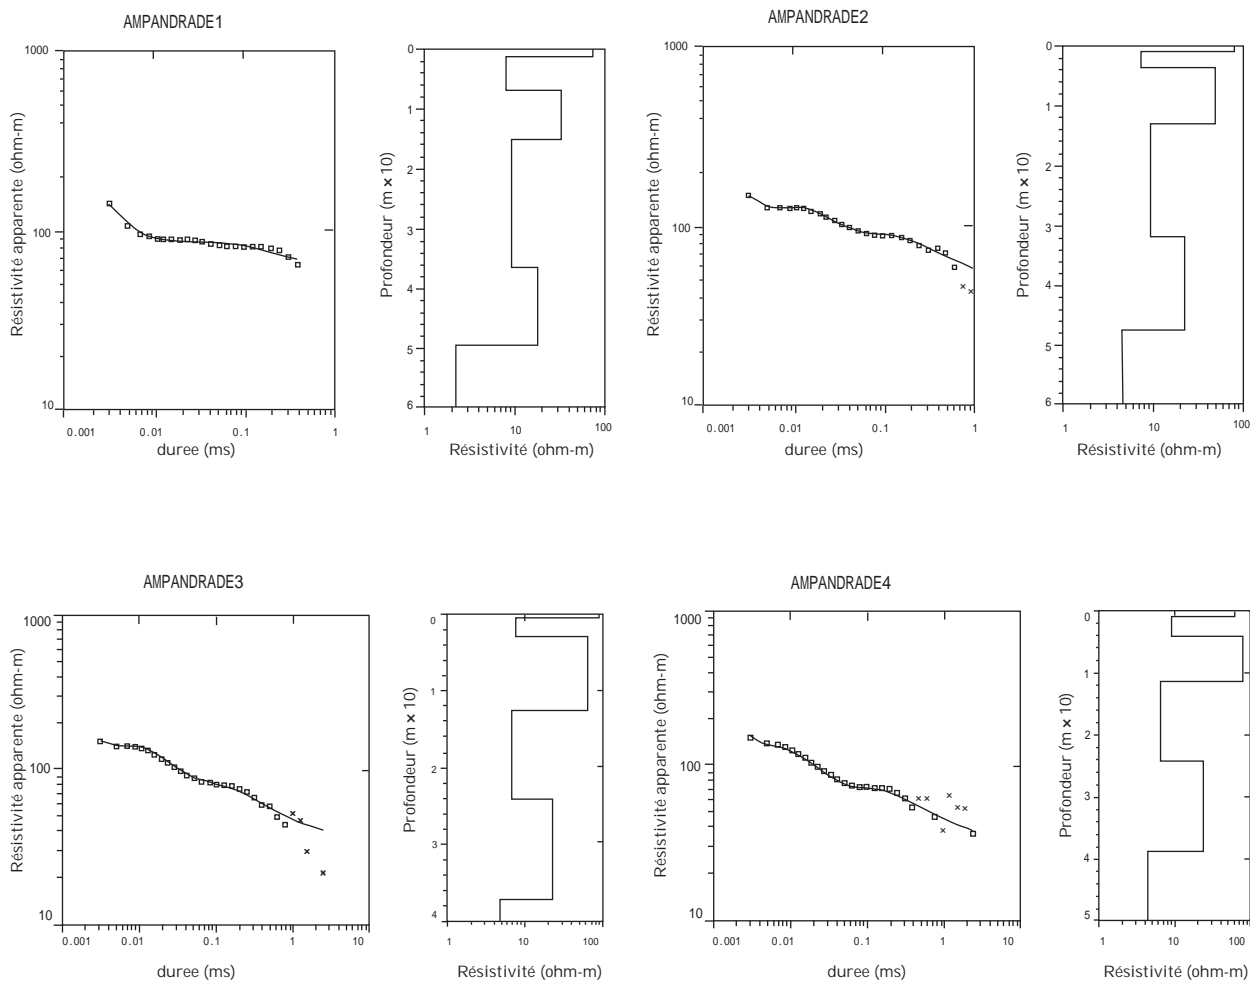 AMPANDRADE1
AMPANDRADE2
1000
100
10
Résistivité apparente (ohm-m)
0.001 0.01 0.1 1
duree (ms)
0
1
2
3
4
5
6
Profondeur (m × 10)
1 10 100
Résistivité (ohm-m)
1000
100
10
Résistivité apparente (ohm-m)
0.001 0.01 0.1 1
duree (ms)
0
1
2
3
4
5
6
Profondeur (m × 10)
1 10 100
Résistivité (ohm-m)
AMPANDRADE3
AMPANDRADE4
1000
100
10
Résistivité apparente (ohm-m)
0.001 0.01 0.1 1 10
duree (ms)
0
1
2
3
4
Profondeur (m × 10)
1 10 100
Résistivité (ohm-m)
1000
100
10
Résistivité apparente (ohm-m)
0.001 0.01 0.1 1 10
duree (ms)
0
1
2
3
4
5
Profondeur (m × 10)
1 10 100
Résistivité (ohm-m)